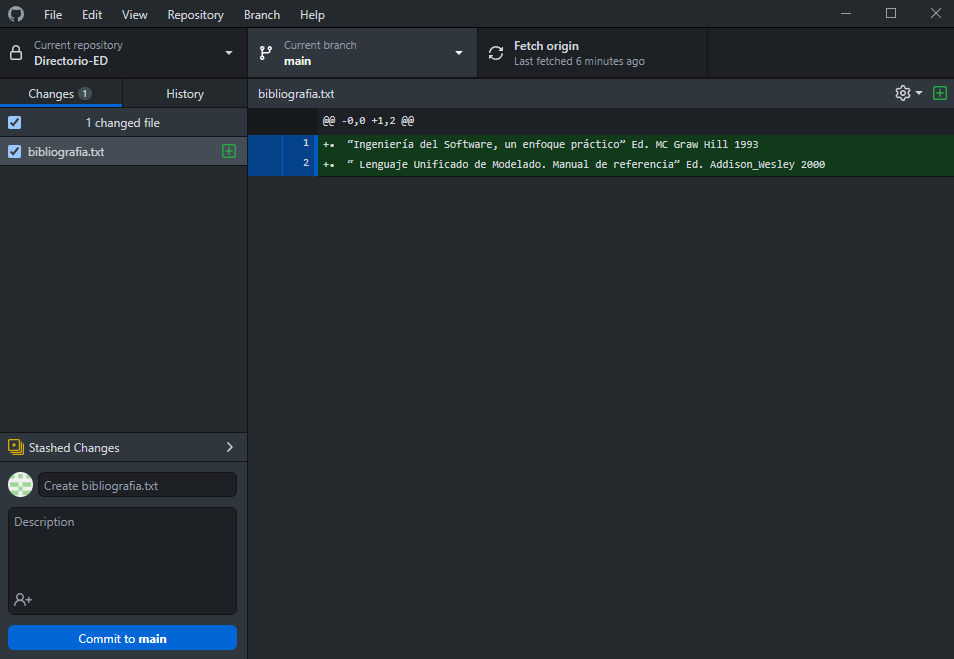 File Edit View Repository Branch Help
Current repository
Directorio-ED
Current branch
main
Fetch origin
Last fetched 6 minutes ago
Changes 1 History
1 changed file
bibliografia.txt
Stashed Changes
Create bibliografia.txt
Description
Commit to main
bibliografia.txt
@@ -0,0 +1,2 @@
1 +• “Ingeniería del Software, un enfoque práctico” Ed. MC Graw Hill 1993
2 +• “ Lenguaje Unificado de Modelado. Manual de referencia” Ed. Addison_Wesley 2000